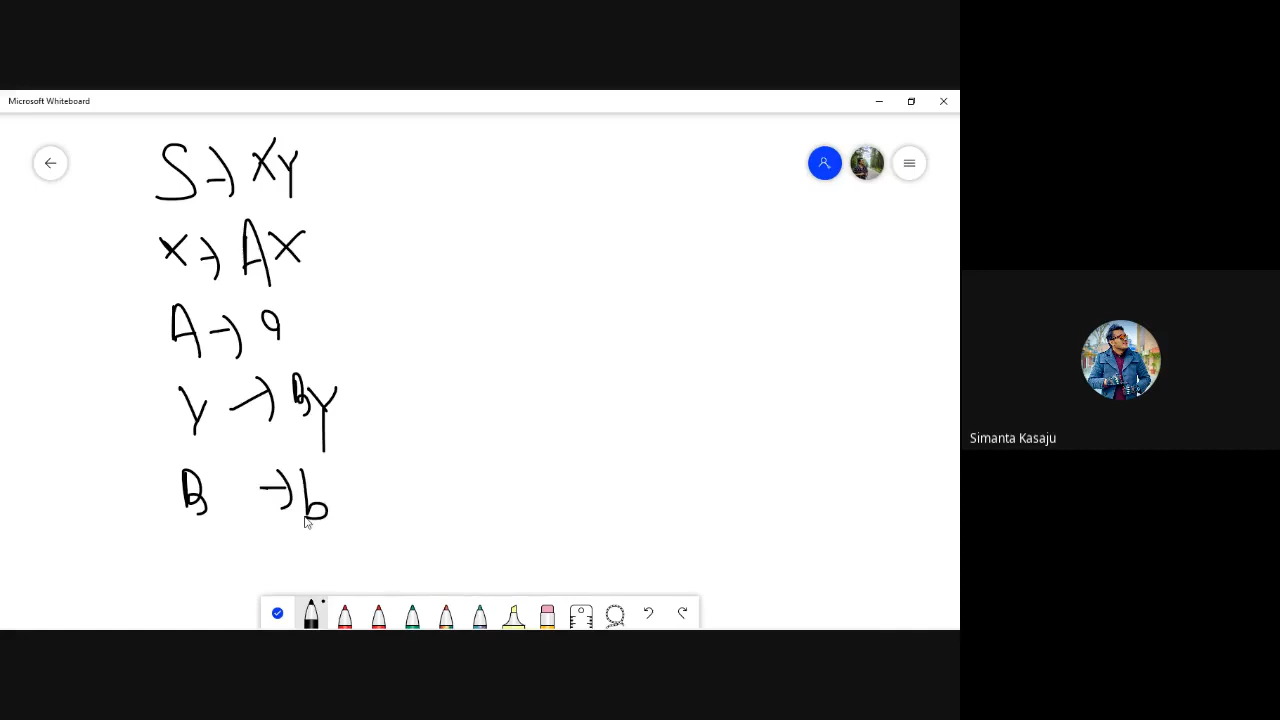 Microsoft Whiteboard
S → XY
X → AX
A → a
Y → BY
B → b
Simanta Kasaju